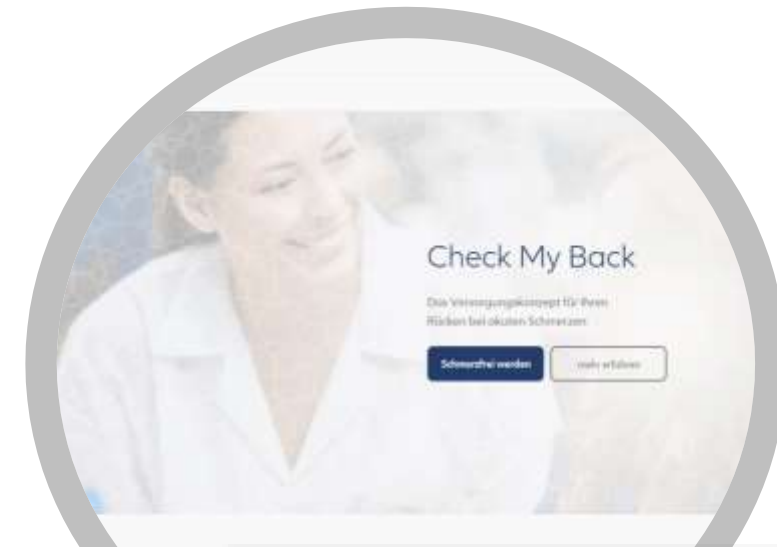 Check My Back
Das Versorgungskonzept für Ihren
Rücken bei akuten Schmerzen
Schmerzfrei werden
mehr erfahren